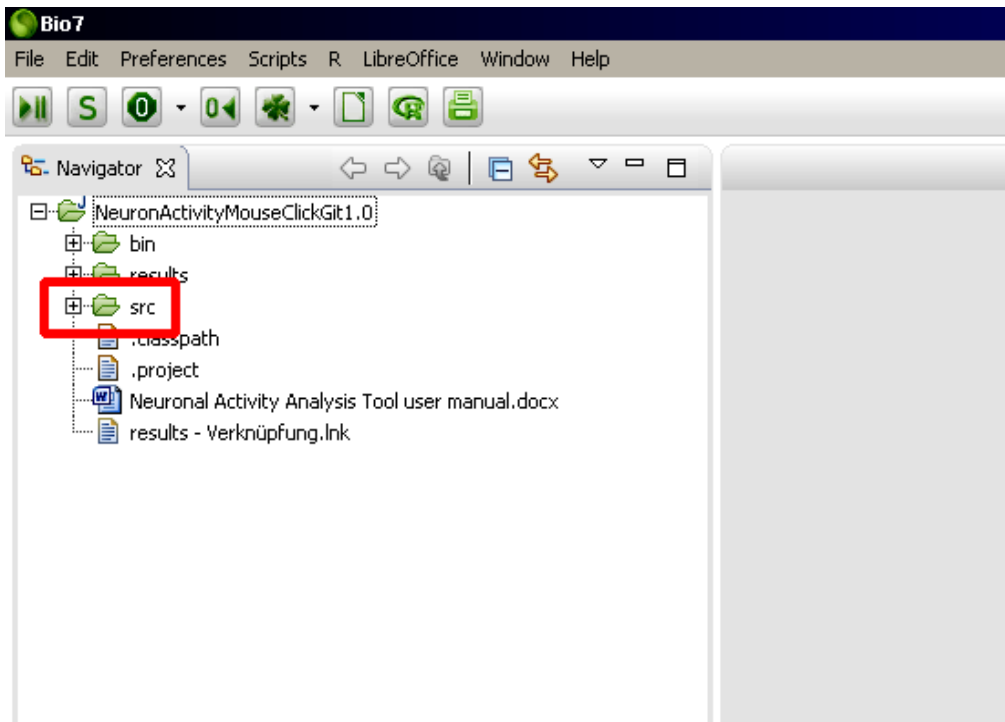 Bio7
File Edit Preferences Scripts R LibreOffice Window Help
S 0 0
Navigator
NeuronActivityMouseClickGit1.0
bin
results
src
.classpath
.project
Neuronal Activity Analysis Tool user manual.docx
results - Verknüpfung.lnk